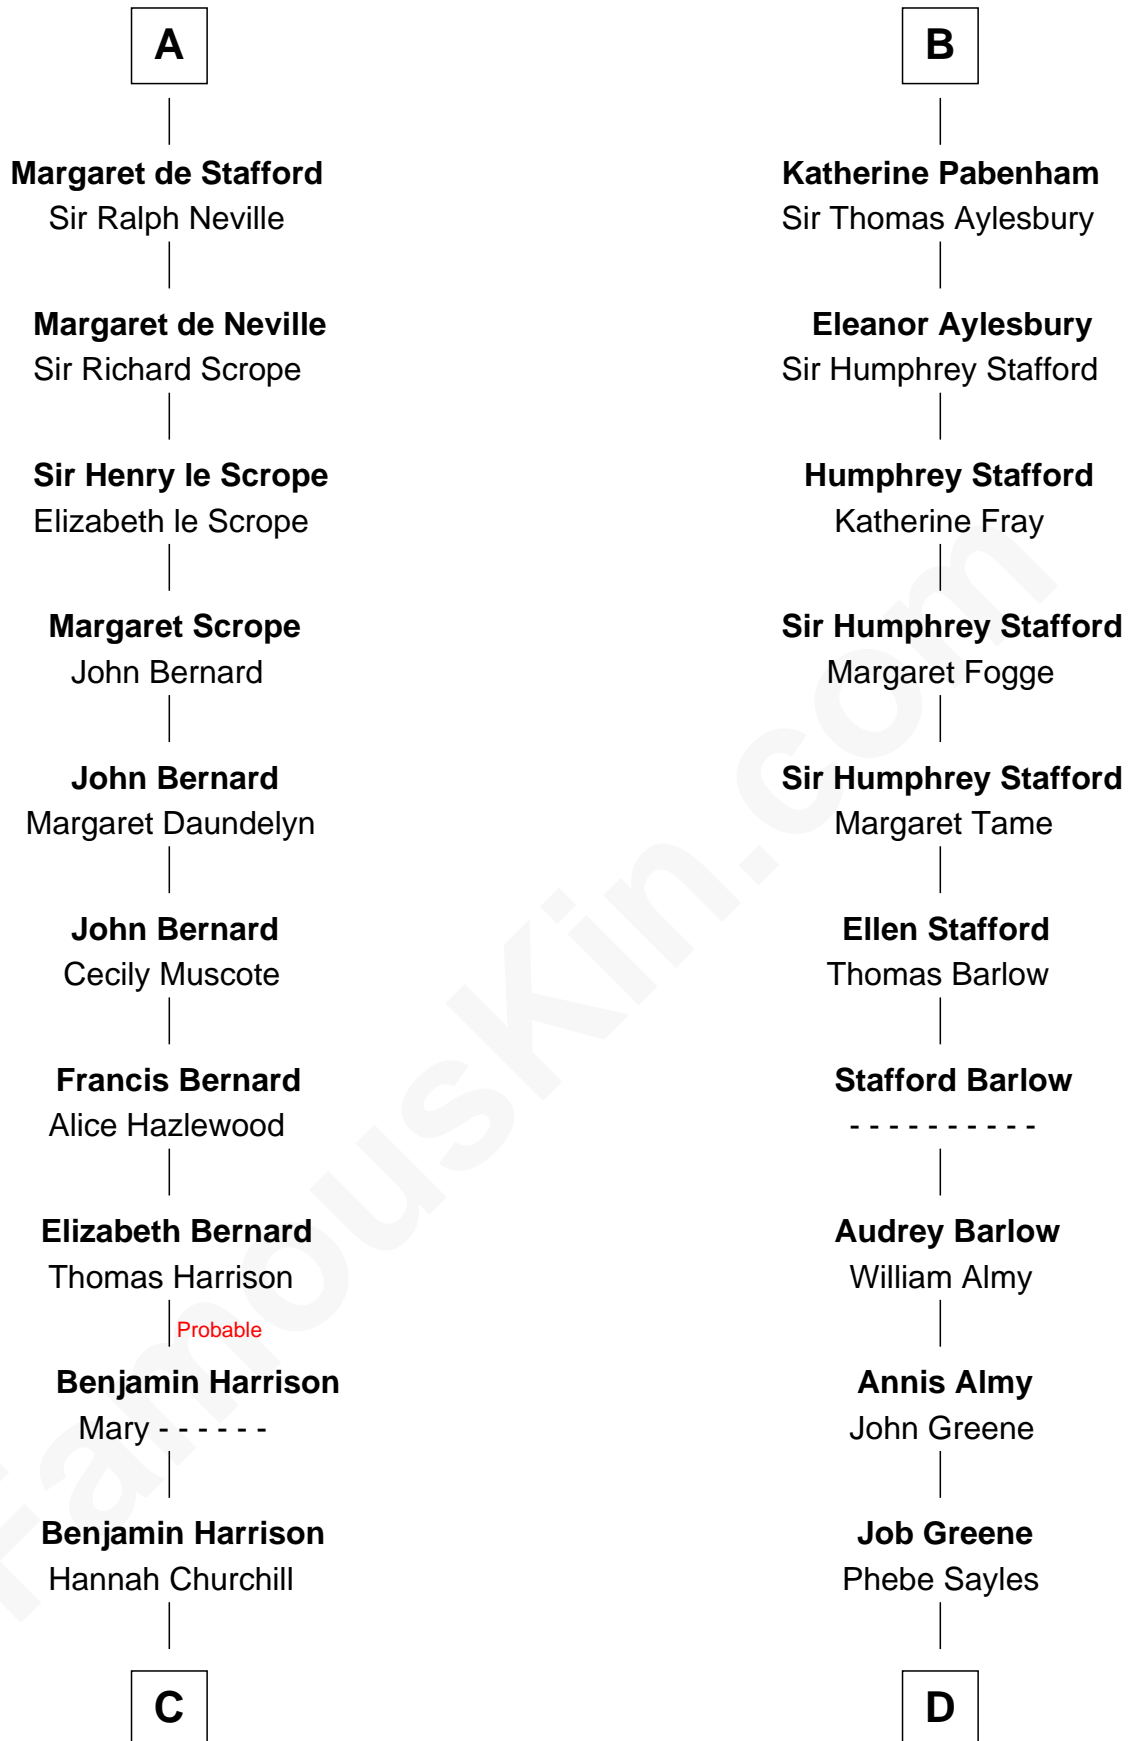 A
Margaret de Stafford
Sir Ralph Neville
Margaret de Neville
Sir Richard Scrope
Sir Henry le Scrope
Elizabeth le Scrope
Margaret Scrope
John Bernard
John Bernard
Margaret Daundelyn
John Bernard
Cecily Muscote
Francis Bernard
Alice Hazlewood
Elizabeth Bernard
Thomas Harrison
Probable
Benjamin Harrison
Mary - - - - - -
Benjamin Harrison
Hannah Churchill
C
B
Katherine Pabenham
Sir Thomas Aylesbury
Eleanor Aylesbury
Sir Humphrey Stafford
Humphrey Stafford
Katherine Fray
Sir Humphrey Stafford
Margaret Fogge
Sir Humphrey Stafford
Margaret Tame
Ellen Stafford
Thomas Barlow
Stafford Barlow
- - - - - - - - - -
Audrey Barlow
William Almy
Annis Almy
John Greene
Job Greene
Phebe Sayles
D
FamousKin.com